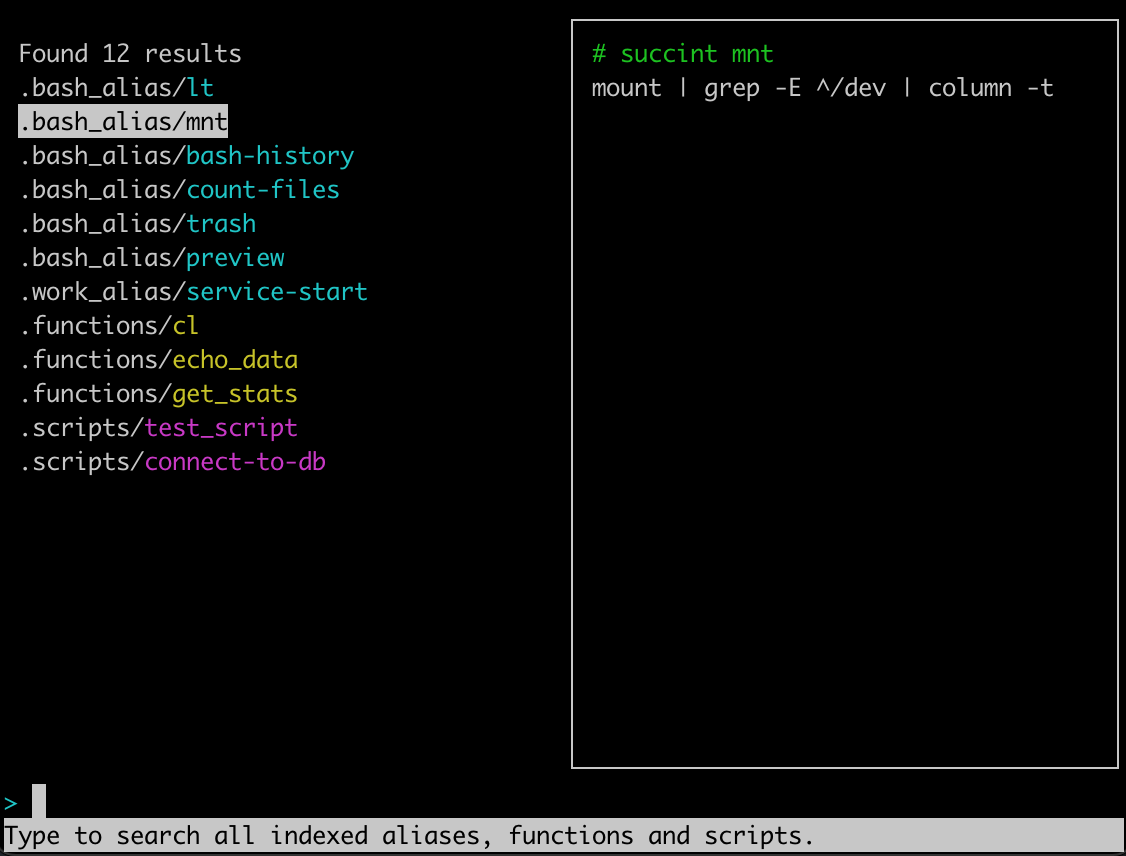 Found 12 results
.bash_alias/lt
.bash_alias/mnt
.bash_alias/bash-history
.bash_alias/count-files
.bash_alias/trash
.bash_alias/preview
.work_alias/service-start
.functions/cl
.functions/echo_data
.functions/get_stats
.scripts/test_script
.scripts/connect-to-db
# succint mnt
mount | grep -E ^/dev | column -t
>
Type to search all indexed aliases, functions and scripts.